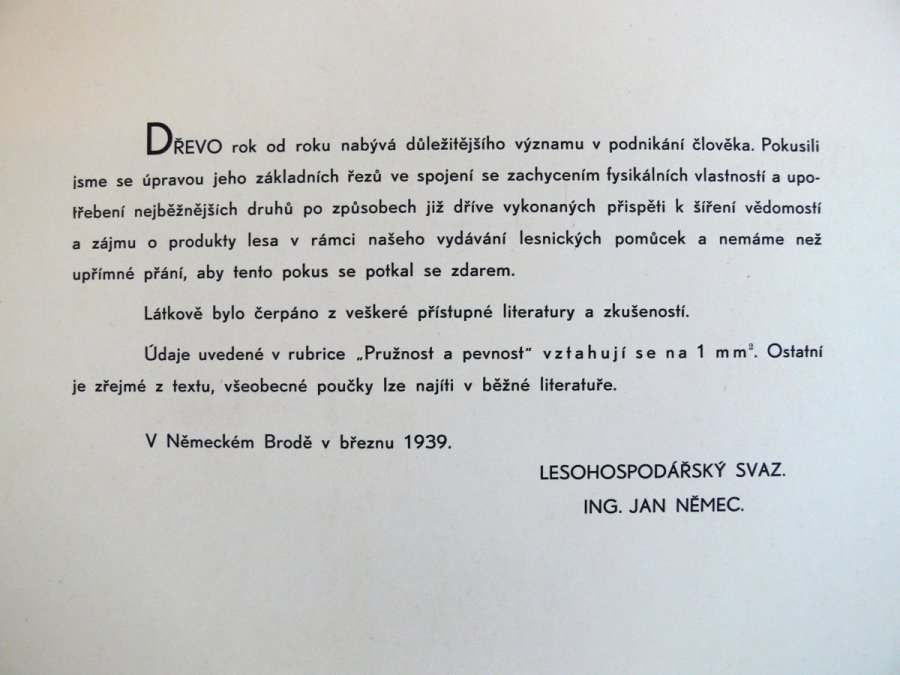 DŘEVO rok od roku nabývá důležitějšího významu v podnikání člověka. Pokusili
jsme se úpravou jeho základních řezů ve spojení se zachycením fysikálních vlastností a upo-
třebení nejběžnějších druhů po způsobech již dříve vykonaných přispěti k šíření vědomostí
a zájmu o produkty lesa v rámci našeho vydávání lesnických pomůcek a nemáme než
upřímné přání, aby tento pokus se potkal se zdarem.
Látkově bylo čerpáno z veškeré přístupné literatury a zkušeností.
Údaje uvedené v rubrice „Pružnost a pevnost“ vztahují se na 1 mm². Ostatní
je zřejmé z textu, všeobecné poučky lze najíti v běžné literatuře.
V Německém Brodě v březnu 1939.
LESOHOSPODÁŘSKÝ SVAZ.
ING. JAN NĚMEC.